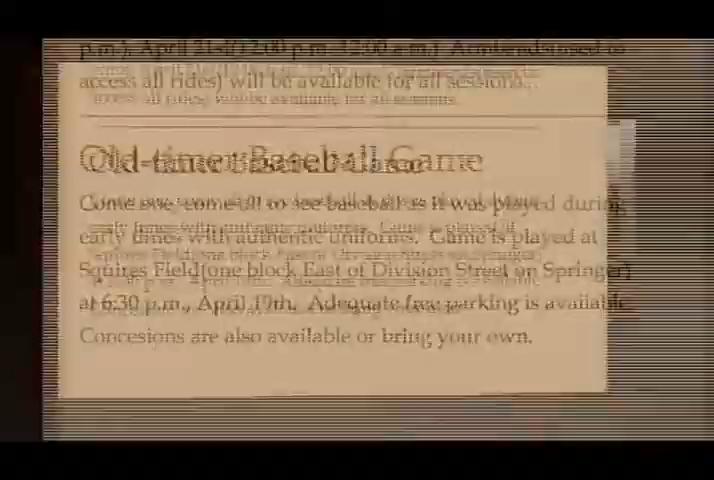 p.m.), April 21-1(12:00 p.m.-12:00 a.m.) Armbands(used to
access all rides) will be available for all sessions...
Old-timer Baseball Game
Come one, come all to see baseball as it was played during
early times with authentic uniforms. Game is played at
Squires Field(one block East of Division Street on Springer)
at 6:30 p.m., April 19th. Adequate free parking is available
Concesions are also available or bring your own.